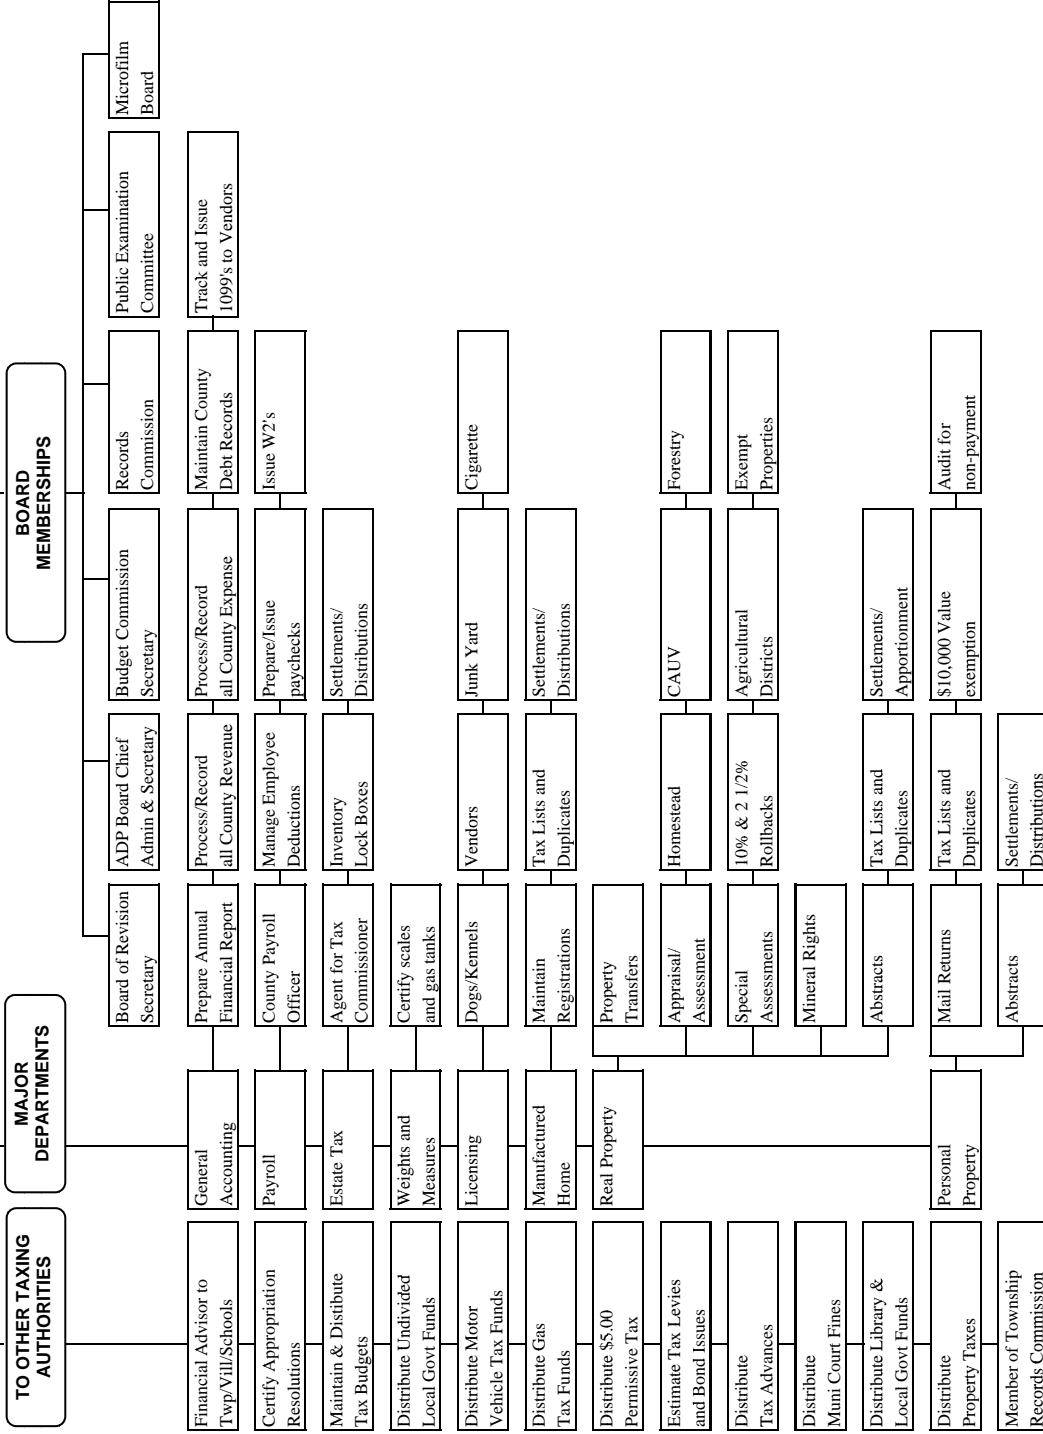 TO OTHER TAXING
AUTHORITIES
Financial Advisor to
Twp/Vill/Schools
Certify Appropriation
Resolutions
Maintain & Distibute
Tax Budgets
Distribute Undivided
Local Govt Funds
Distribute Motor
Vehicle Tax Funds
Distribute Gas
Tax Funds
Distribute $5.00
Permissive Tax
Estimate Tax Levies
and Bond Issues
Distribute
Tax Advances
Distribute
Muni Court Fines
Distribute Library &
Local Govt Funds
Distribute
Property Taxes
Member of Township
Records Commission
MAJOR
DEPARTMENTS
General
Accounting
Prepare Annual
Financial Report
Process/Record
all County Revenue
Process/Record
all County Expense
Maintain County
Debt Records
Track and Issue
1099's to Vendors
Payroll
County Payroll
Officer
Manage Employee
Deductions
Prepare/Issue
paychecks
Issue W2's
Estate Tax
Agent for Tax
Commissioner
Inventory
Lock Boxes
Settlements/
Distributions
Weights and
Measures
Certify scales
and gas tanks
Licensing
Dogs/Kennels
Vendors
Junk Yard
Cigarette
Manufactured
Home
Maintain
Registrations
Tax Lists and
Duplicates
Settlements/
Distributions
Real Property
Property
Transfers
Appraisal/
Assessment
Homestead
CAUV
Forestry
Special
Assessments
10% & 2 1/2%
Rollbacks
Agricultural
Districts
Exempt
Properties
Mineral Rights
Abstracts
Tax Lists and
Duplicates
Settlements/
Apportionment
Personal
Property
Mail Returns
Tax Lists and
Duplicates
$10,000 Value
exemption
Audit for
non-payment
Abstracts
Settlements/
Distributions
BOARD
MEMBERSHIPS
Board of Revision
Secretary
ADP Board Chief
Admin & Secretary
Budget Commission
Secretary
Records
Commission
Public Examination
Committee
Microfilm
Board